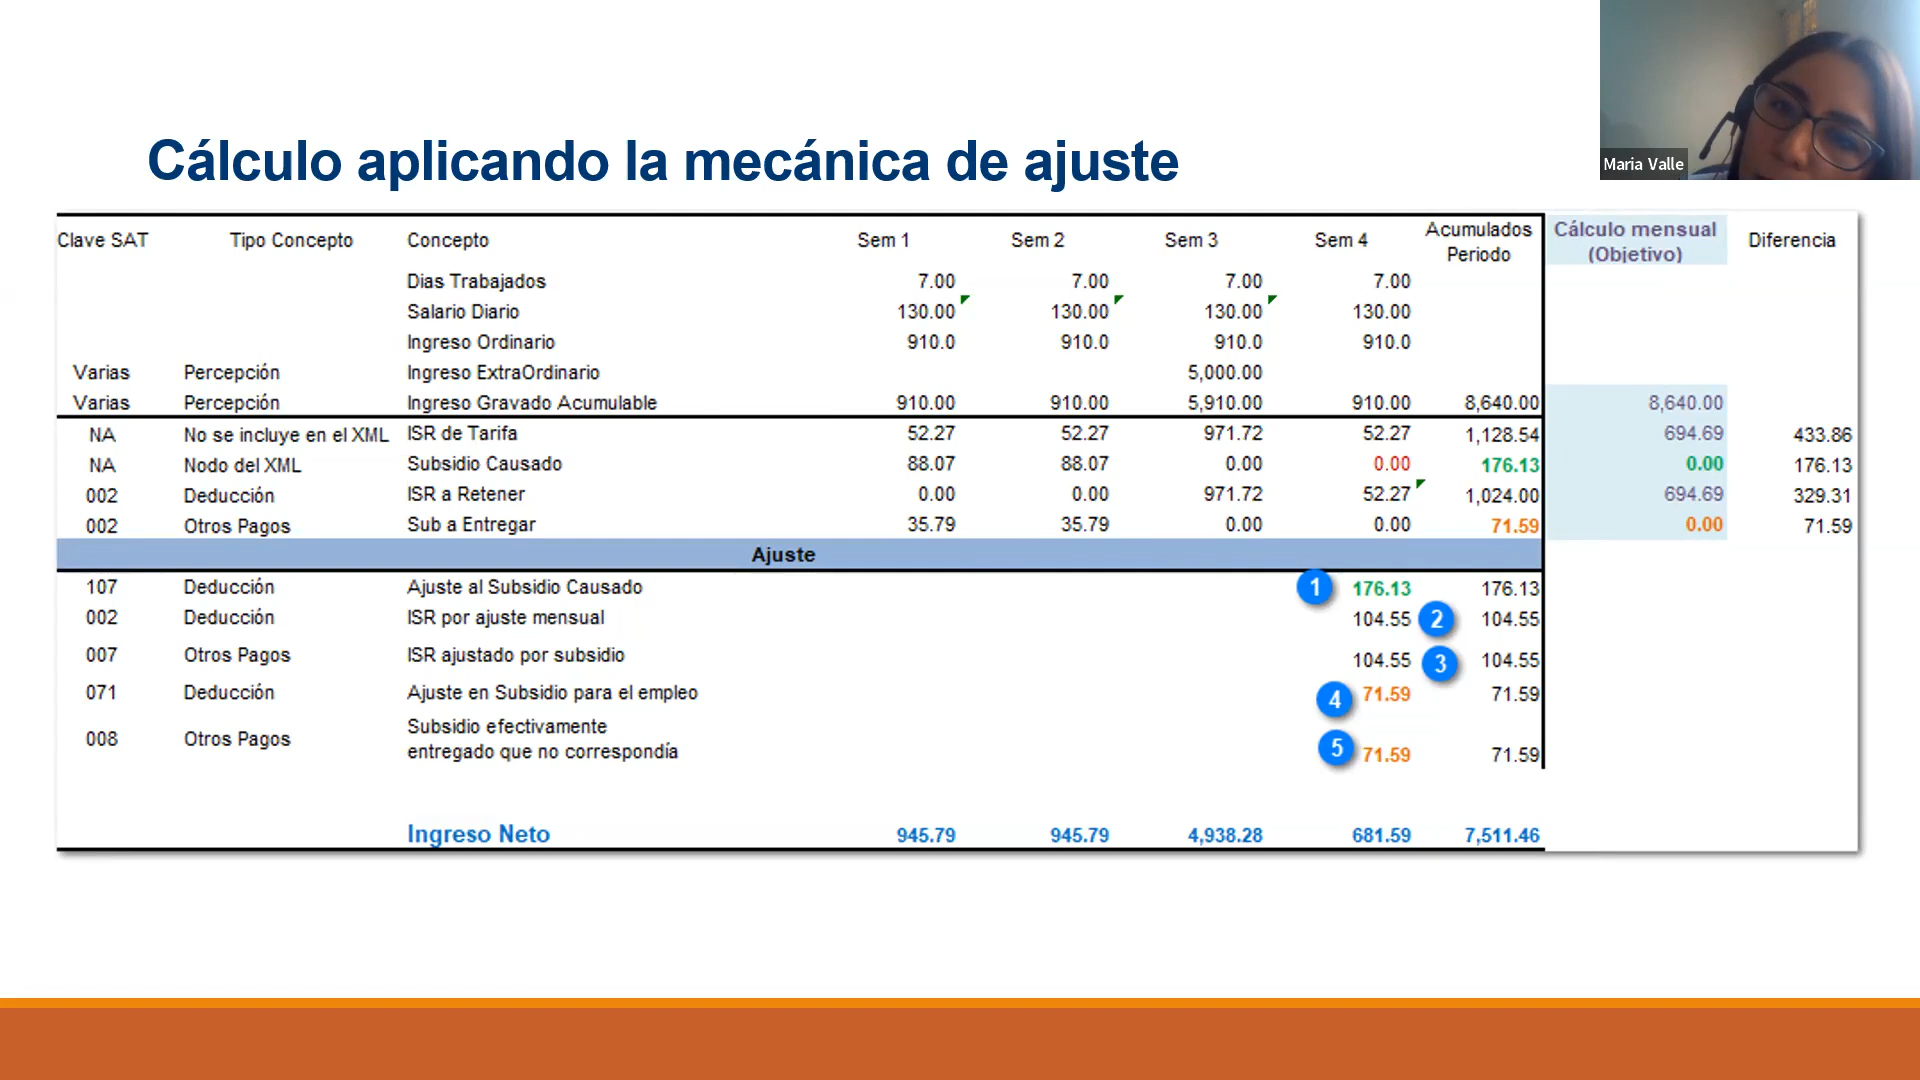 Maria Valle
Cálculo aplicando la mecánica de ajuste
Clave SAT Tipo Concepto Concepto Sem 1 Sem 2 Sem 3 Sem 4 Acumulados Periodo Cálculo mensual (Objetivo) Diferencia
Dias Trabajados 7.00 7.00 7.00 7.00
Salario Diario 130.00 130.00 130.00 130.00
Ingreso Ordinario 910.0 910.0 910.0 910.0
Varias Percepción Ingreso ExtraOrdinario 5,000.00
Varias Percepción Ingreso Gravado Acumulable 910.00 910.00 5,910.00 910.00 8,640.00 8,640.00
NA No se incluye en el XML ISR de Tarifa 52.27 52.27 971.72 52.27 1,128.54 694.69 433.86
NA Nodo del XML Subsidio Causado 88.07 88.07 0.00 0.00 176.13 0.00 176.13
002 Deducción ISR a Retener 0.00 0.00 971.72 52.27 1,024.00 694.69 329.31
002 Otros Pagos Sub a Entregar 35.79 35.79 0.00 0.00 71.59 0.00 71.59
Ajuste
107 Deducción Ajuste al Subsidio Causado 1 176.13 176.13
002 Deducción ISR por ajuste mensual 104.55 2 104.55
007 Otros Pagos ISR ajustado por subsidio 104.55 3 104.55
071 Deducción Ajuste en Subsidio para el empleo 4 71.59 71.59
008 Otros Pagos Subsidio efectivamente entregado que no correspondía 5 71.59 71.59
Ingreso Neto 945.79 945.79 4,938.28 681.59 7,511.46